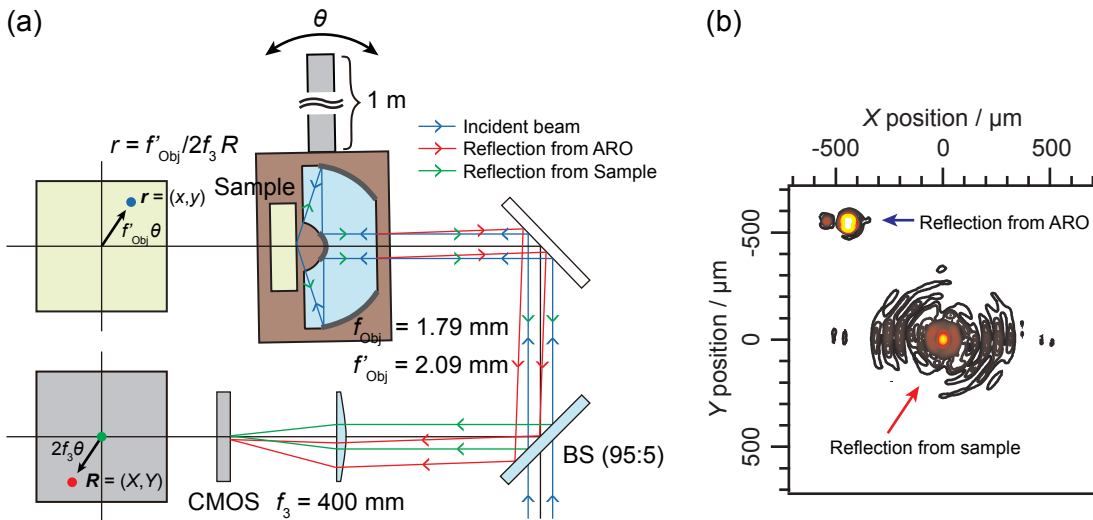 (a)
θ
1 m
Incident beam
Reflection from ARO
Reflection from Sample
r = f'Obj/2f3 R
Sample
r = (x,y)
f'Obj θ
fObj = 1.79 mm
f'Obj = 2.09 mm
2f3θ
R = (X,Y)
CMOS
f3 = 400 mm
BS (95:5)
(b)
X position / μm
-500 0 500
Y position / μm
-500
0
500
Reflection from ARO
Reflection from sample